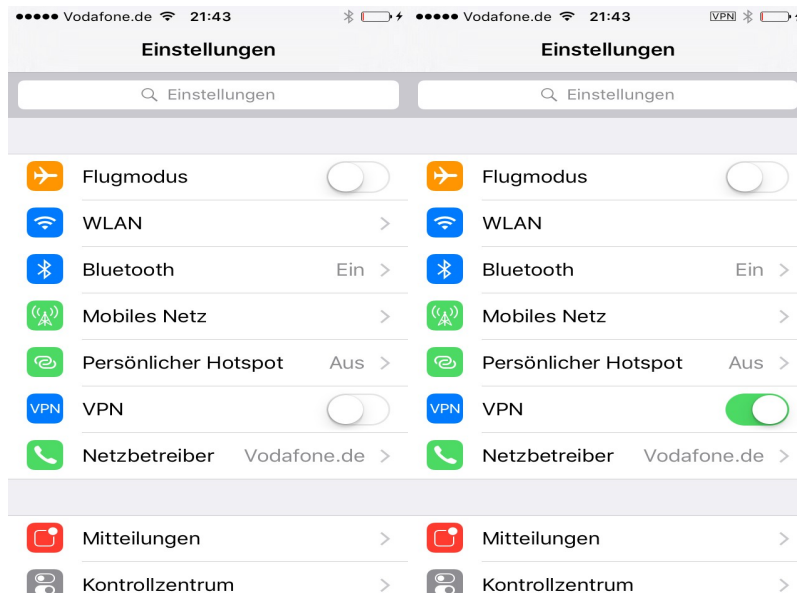 Vodafone.de 21:43
Einstellungen
Einstellungen
Flugmodus
WLAN
Bluetooth Ein
Mobiles Netz
Persönlicher Hotspot Aus
VPN VPN
Netzbetreiber Vodafone.de
Mitteilungen
Kontrollzentrum
Vodafone.de 21:43 VPN
Einstellungen
Einstellungen
Flugmodus
WLAN
Bluetooth Ein
Mobiles Netz
Persönlicher Hotspot Aus
VPN VPN
Netzbetreiber Vodafone.de
Mitteilungen
Kontrollzentrum